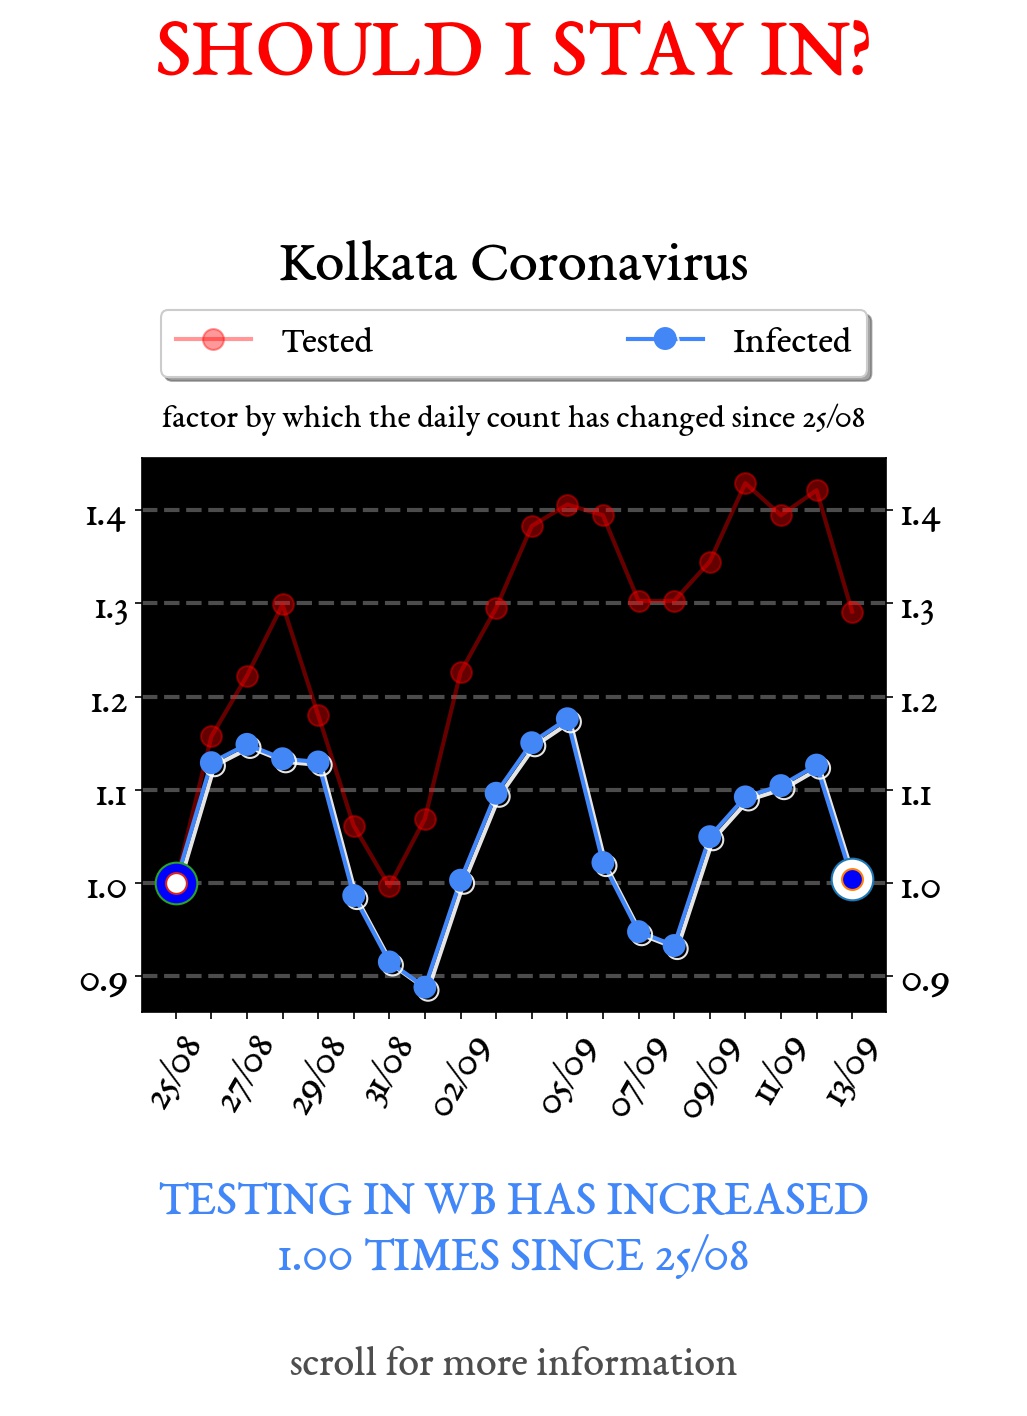 SHOULD I STAY IN?
Kolkata Coronavirus
Tested Infected
factor by which the daily count has changed since 25/08
1.4 1.4
1.3 1.3
1.2 1.2
1.1 1.1
1.0 1.0
0.9 0.9
25/08 27/08 29/08 31/08 02/09 05/09 07/09 09/09 11/09 13/09
TESTING IN WB HAS INCREASED
1.00 TIMES SINCE 25/08
scroll for more information